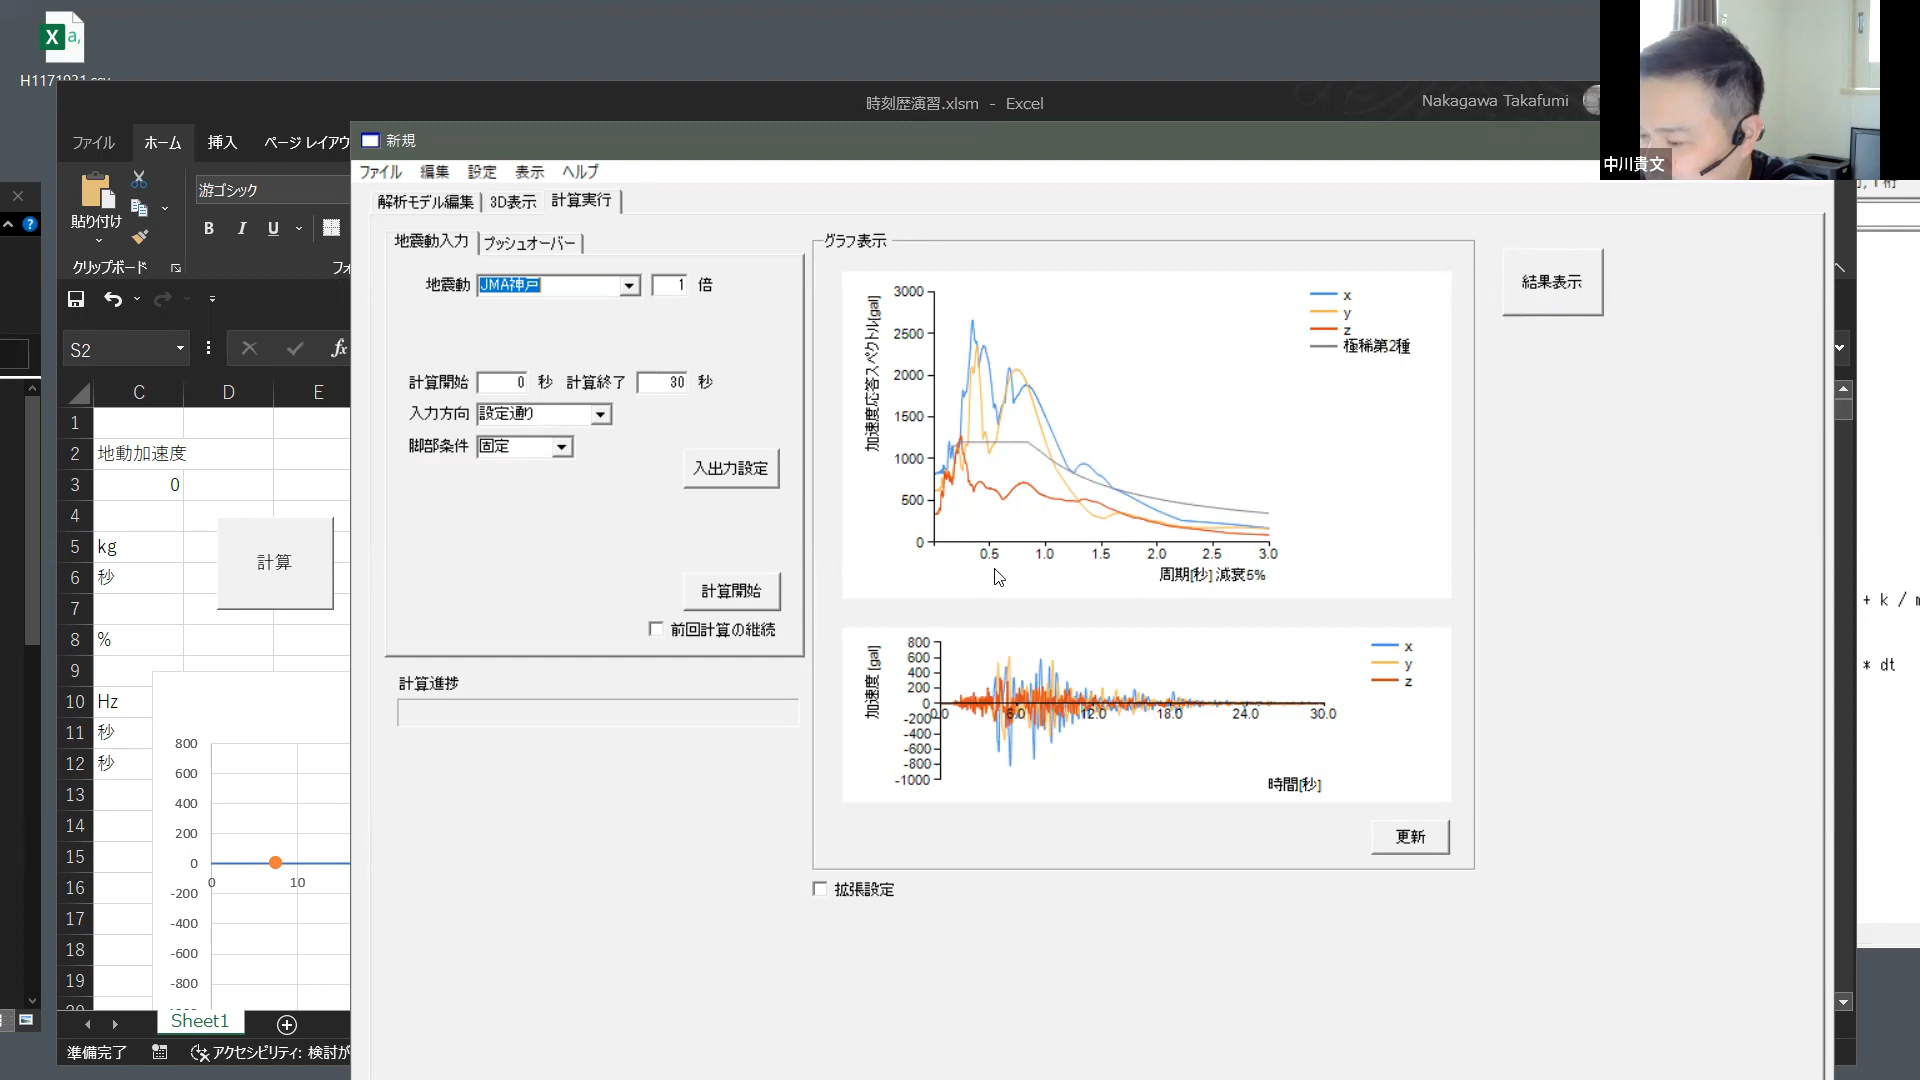 H1171931.csv
時刻歴演習.xlsm - Excel
Nakagawa Takafumi
中川貴文
ファイル
ホーム
挿入
ページ レイアウ
貼り付け
游ゴシック
B I U
クリップボード
フォ
S2
fx
C D E
1
2 地動加速度
3 0
4
5 kg
6 秒
7
8 %
9
10 Hz
11 秒
12 秒
13
14
15
16
17
18
19
計算
800
600
400
200
0
-200
-400
-600
-800
0
10
Sheet1
準備完了
アクセシビリティ: 検討が
新規
ファイル 編集 設定 表示 ヘルプ
解析モデル編集 3D表示 計算実行
地震動入力 プッシュオーバー
地震動 JMA神戸 1 倍
計算開始 0 秒 計算終了 30 秒
入力方向 設定通り
脚部条件 固定
入出力設定
計算開始
前回計算の継続
計算進捗
グラフ表示
加速度応答スペクトル[gal]
3000
2500
2000
1500
1000
500
0
0.5 1.0 1.5 2.0 2.5 3.0
周期[秒] 減衰5%
x
y
z
極稀第2種
加速度 [gal]
800
600
400
200
0
-200
-400
-600
-800
-1000
0.0 6.0 12.0 18.0 24.0 30.0
時間[秒]
x
y
z
更新
拡張設定
結果表示
+ k / m
* dt